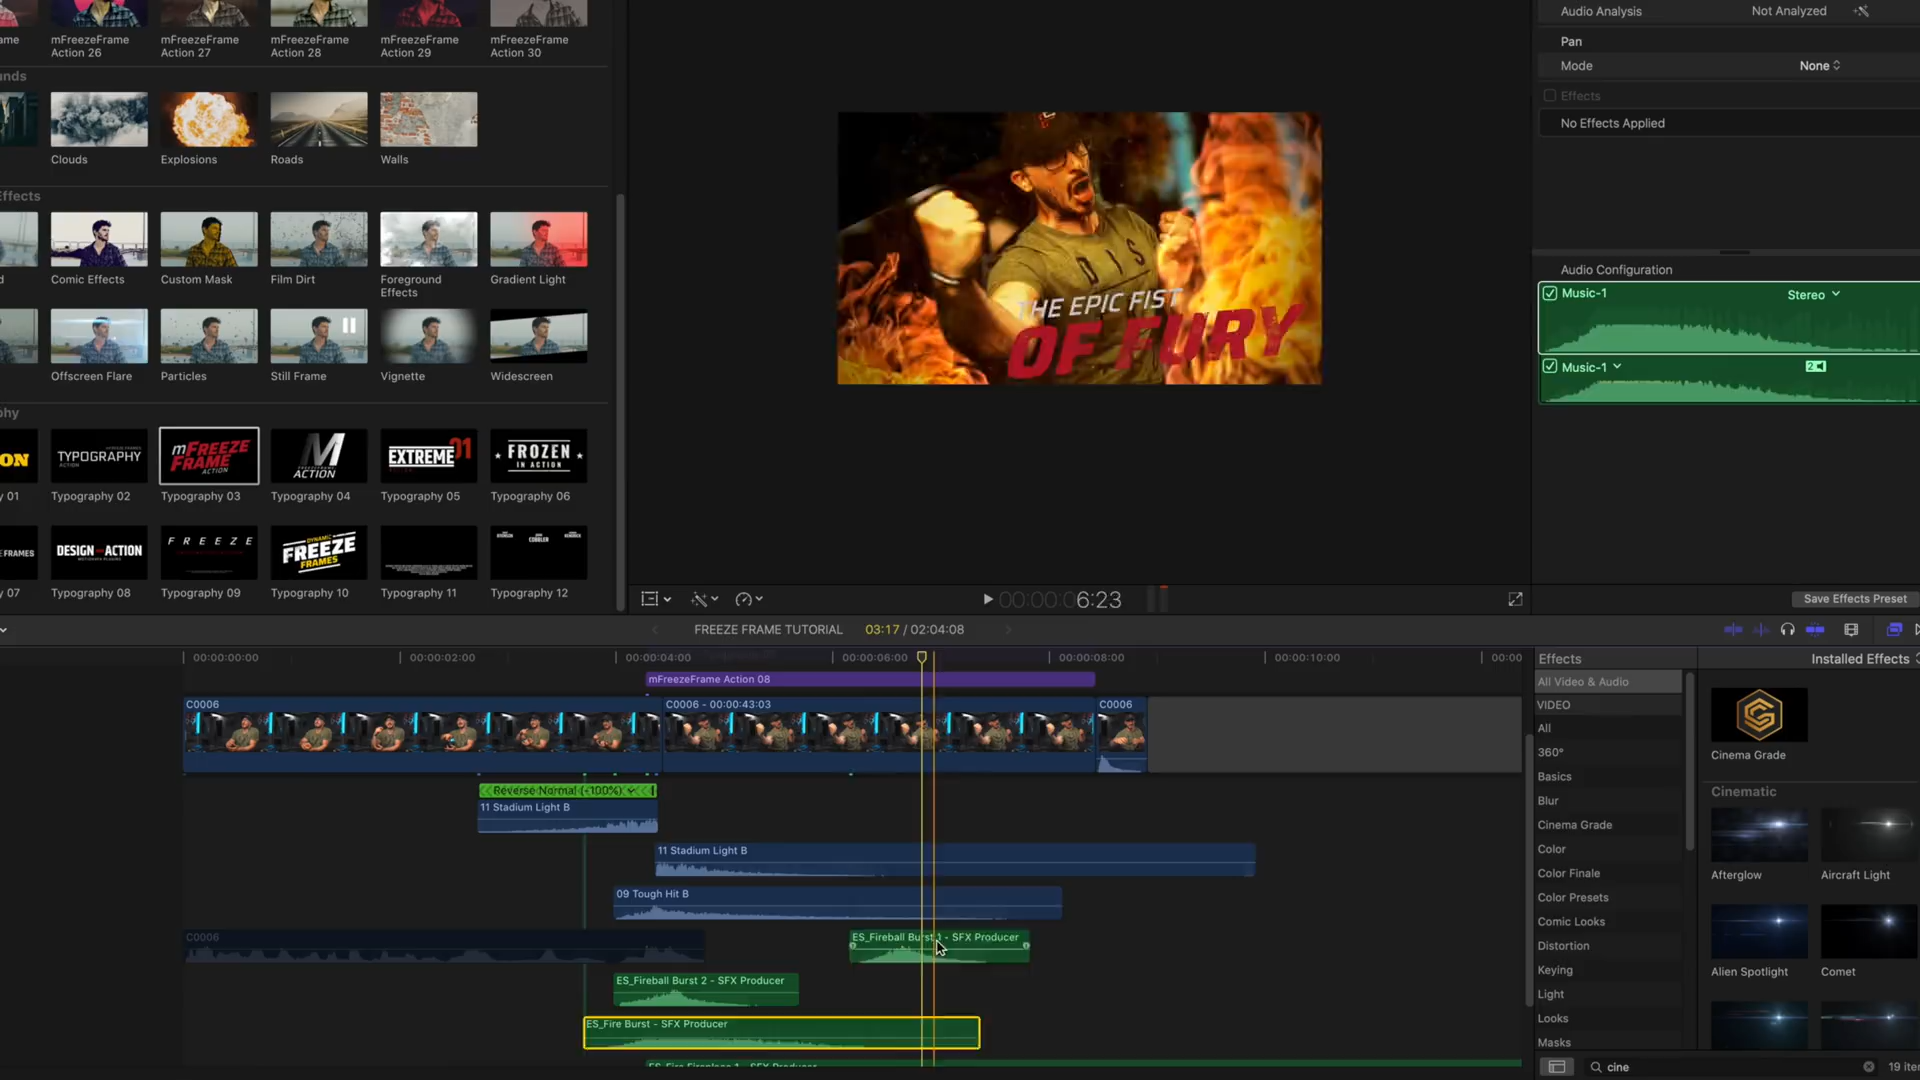 mFreezeFrame
Action 26
mFreezeFrame
Action 27
mFreezeFrame
Action 28
mFreezeFrame
Action 29
mFreezeFrame
Action 30
Clouds
Explosions
Roads
Walls
Effects
Comic Effects
Custom Mask
Film Dirt
Foreground
Effects
Gradient Light
Offscreen Flare
Particles
Still Frame
Vignette
Widescreen
TYPOGRAPHY
ACTION
mFREEZE
FRAME
ACTION
M
ACTION
EXTREME 01
FROZEN
IN ACTION
Typography 02
Typography 03
Typography 04
Typography 05
Typography 06
DESIGN ACTION
FREEZE
DYNAMIC
FREEZE
FRAMES
Typography 08
Typography 09
Typography 10
Typography 11
Typography 12
THE EPIC FIST
OF FURY
00:00:06:23
Audio Analysis Not Analyzed
Pan
Mode None
Effects
No Effects Applied
Audio Configuration
Music-1 Stereo
Music-1
Save Effects Preset
FREEZE FRAME TUTORIAL 03:17 / 02:04:08
00:00:00:00 00:00:02:00 00:00:04:00 00:00:06:00 00:00:08:00 00:00:10:00
mFreezeFrame Action 08
C0006
C0006 - 00:00:43:03
C0006
Reverse Normal (-100%)
11 Stadium Light B
11 Stadium Light B
09 Tough Hit B
C0006
ES_Fireball Burst 1 - SFX Producer
ES_Fireball Burst 2 - SFX Producer
ES_Fire Burst - SFX Producer
ES_Fire Fireplace 1 - SFX Producer
Effects
Installed Effects
All Video & Audio
VIDEO
All
360°
Basics
Blur
Cinema Grade
Color
Color Finale
Color Presets
Comic Looks
Distortion
Keying
Light
Looks
Masks
Cinema Grade
Cinematic
Afterglow
Aircraft Light
Alien Spotlight
Comet
cine